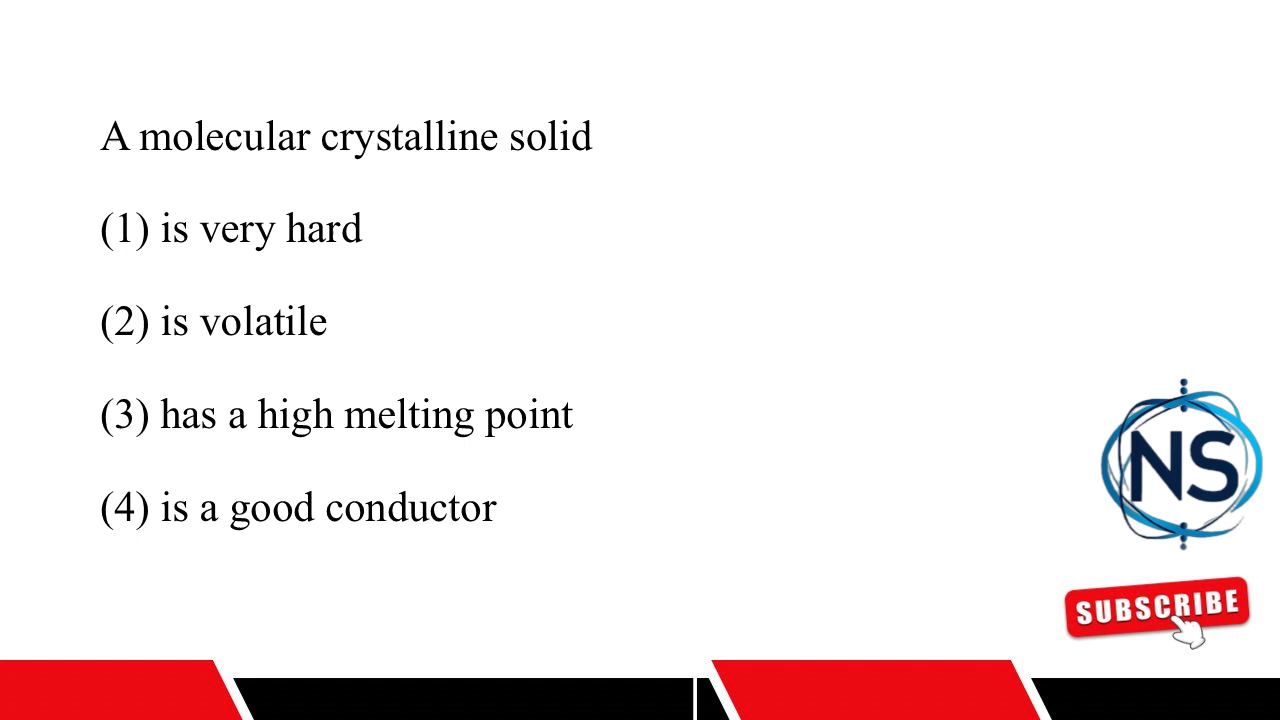 A molecular crystalline solid
(1) is very hard
(2) is volatile
(3) has a high melting point
(4) is a good conductor
NS
SUBSCRIBE